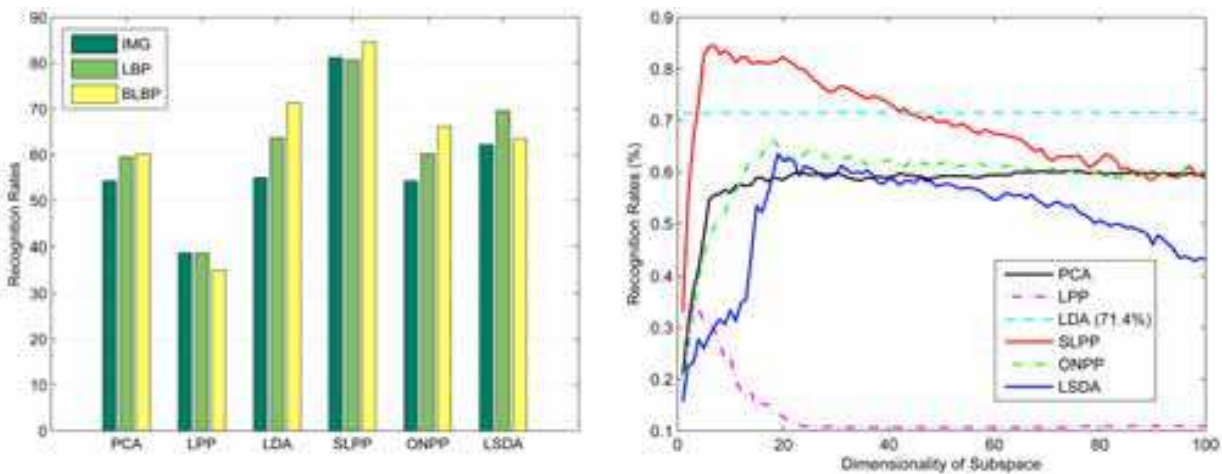 90
80
70
60
50
40
30
20
10
0
Recognition Rates
IMG
LBP
BLBP
PCA LPP LDA SLPP ONPP LSDA
0.9
0.8
0.7
0.6
0.5
0.4
0.3
0.2
0.1
Recognition Rates (%)
PCA
LPP
LDA (71.4%)
SLPP
ONPP
LSDA
0 20 40 60 80 100
Dimensionality of Subspace